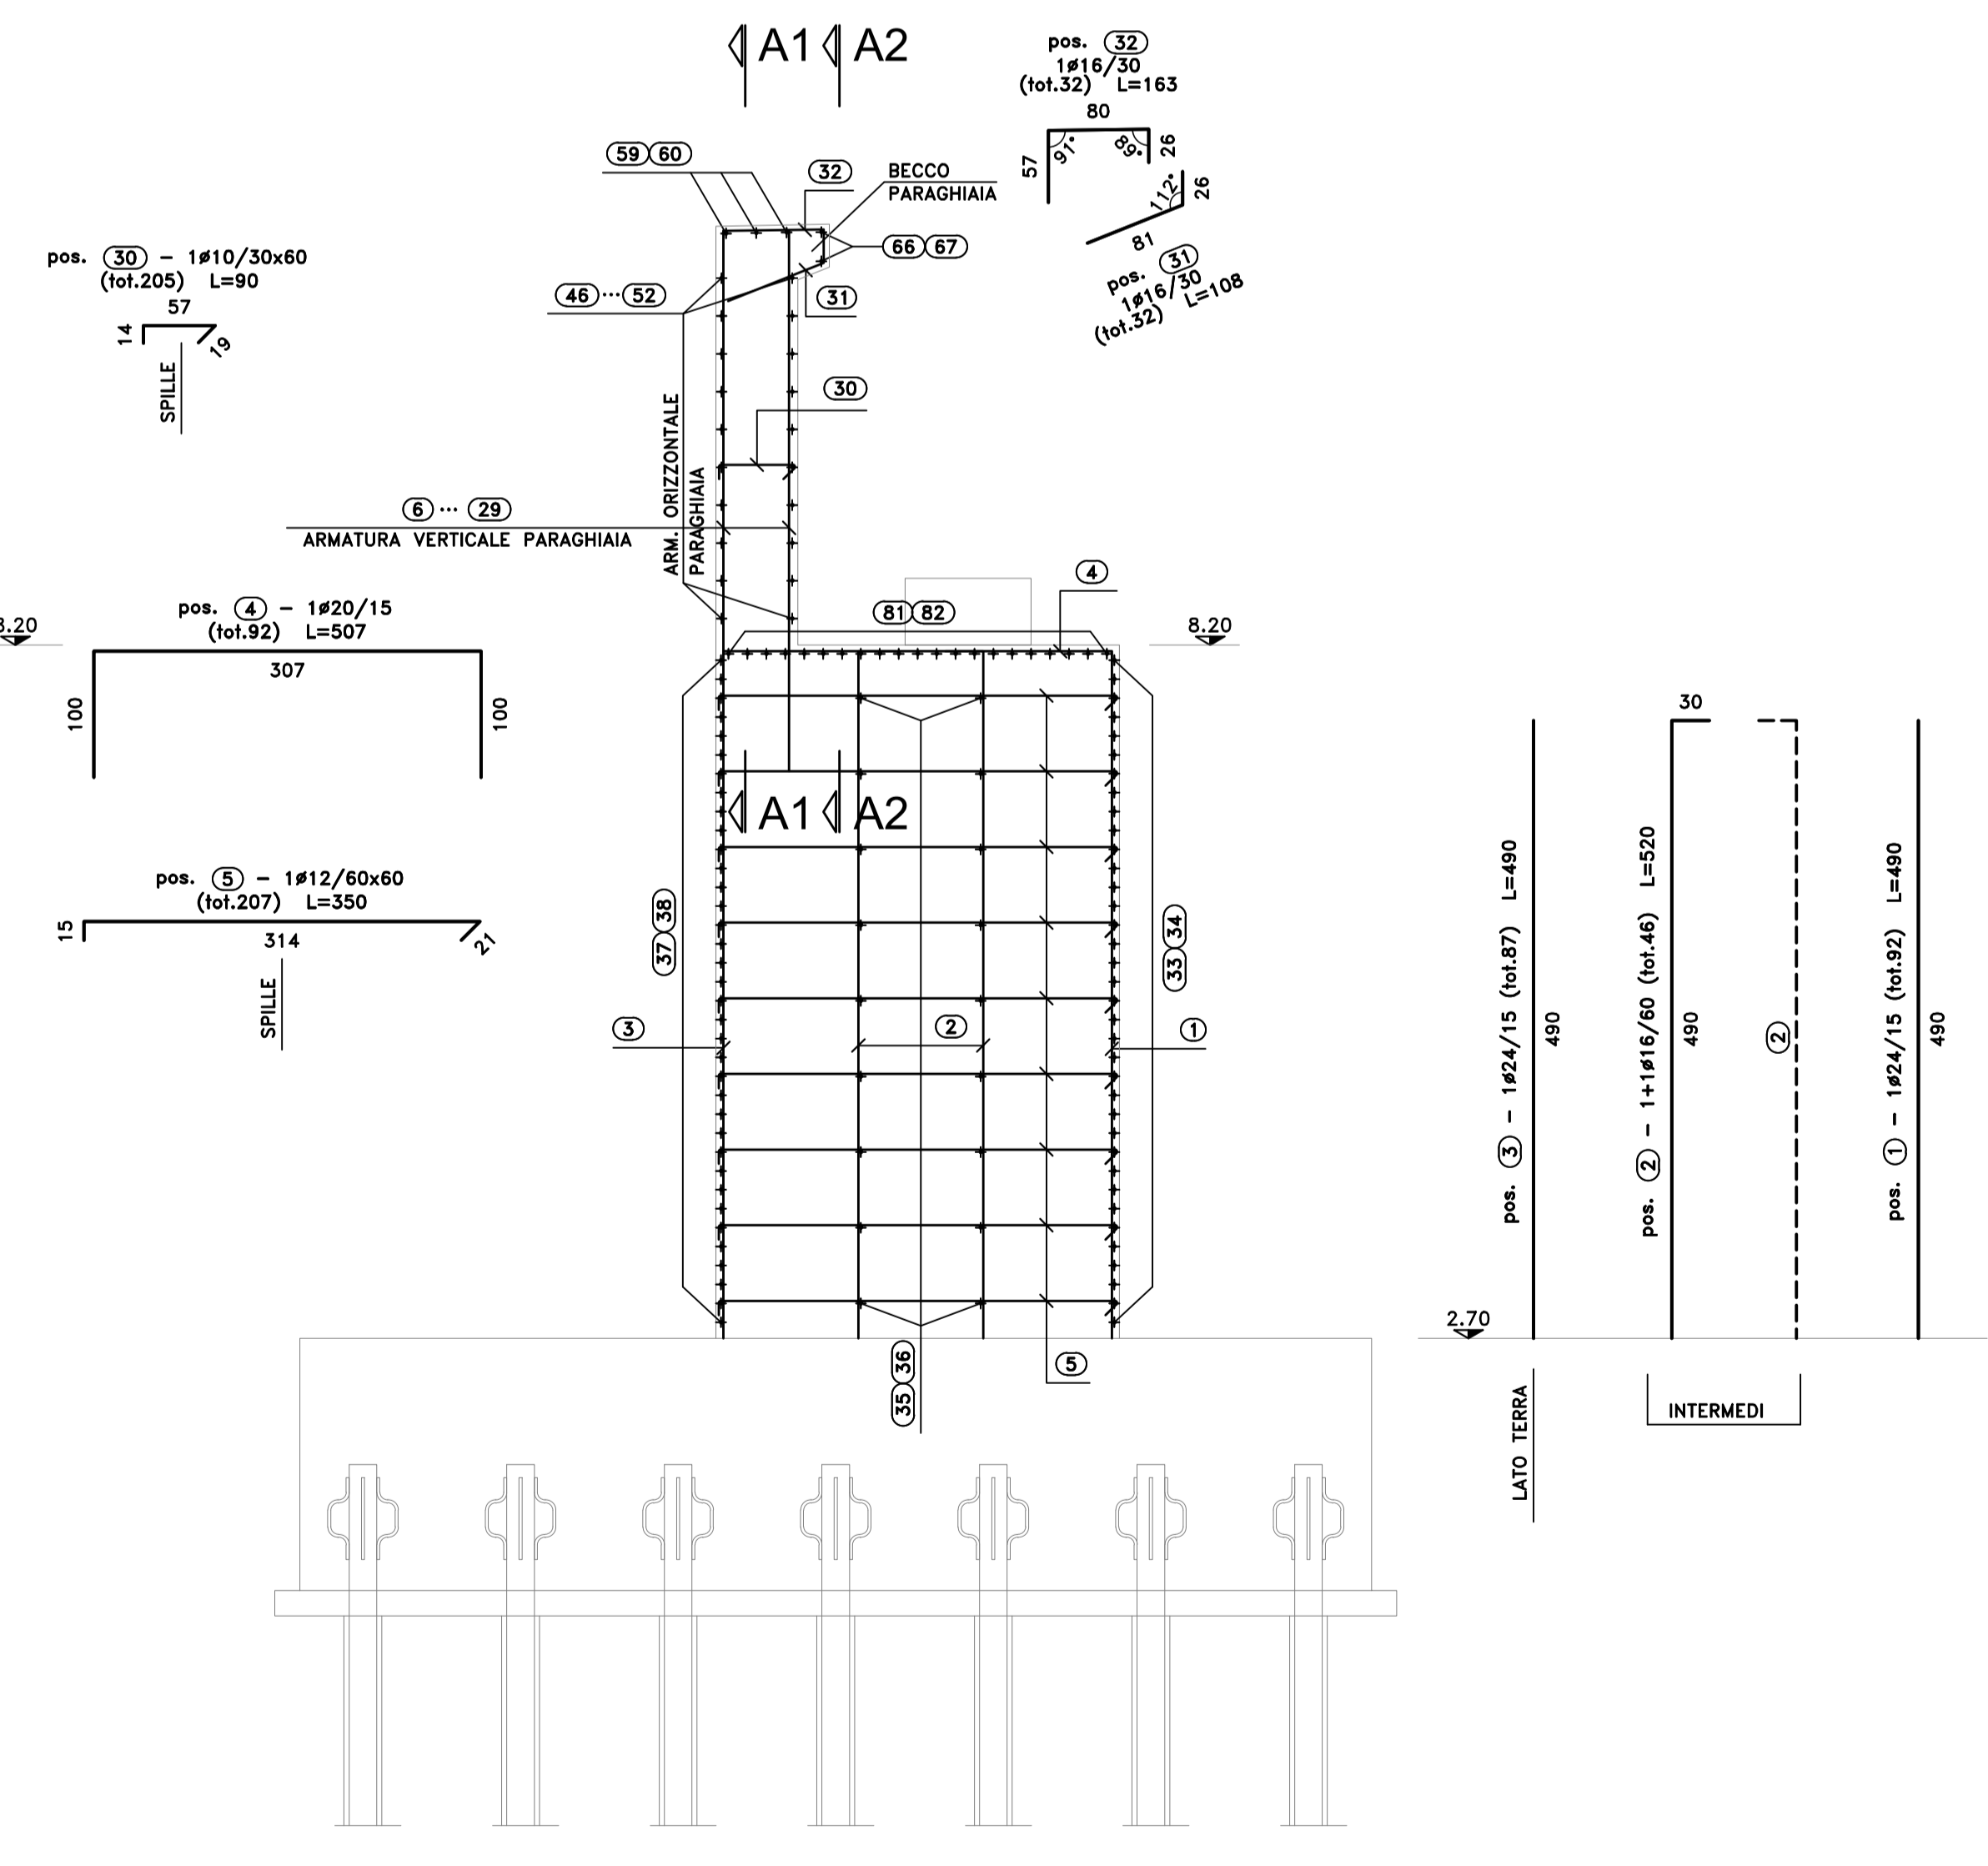 A1 A2
pos. 32
1ø16/30
(tot.32) L=163
80
57
91°
89°
26
112°
26
81
pos. 31
1ø16/30
(tot.32) L=108
59 60
32
BECCO
PARAGHIAIA
66 67
46 ... 52
31
pos. 30 - 1ø10/30x60
(tot.205) L=90
57
14
19
SPILLE
30
ARM. ORIZZONTALE
PARAGHIAIA
6 ... 29
ARMATURA VERTICALE PARAGHIAIA
4
81 82
8.20
pos. 4 - 1ø20/15
(tot.92) L=507
307
100
100
A1 A2
pos. 5 - 1ø12/60x60
(tot.207) L=350
15
314
21
SPILLE
37 38
33 34
3
2
1
35 36
5
30
pos. 3 - 1ø24/15 (tot.87) L=490
490
pos. 2 - 1+1ø16/60 (tot.46) L=520
490
2
pos. 1 - 1ø24/15 (tot.92) L=490
490
2.70
LATO TERRA
INTERMEDI